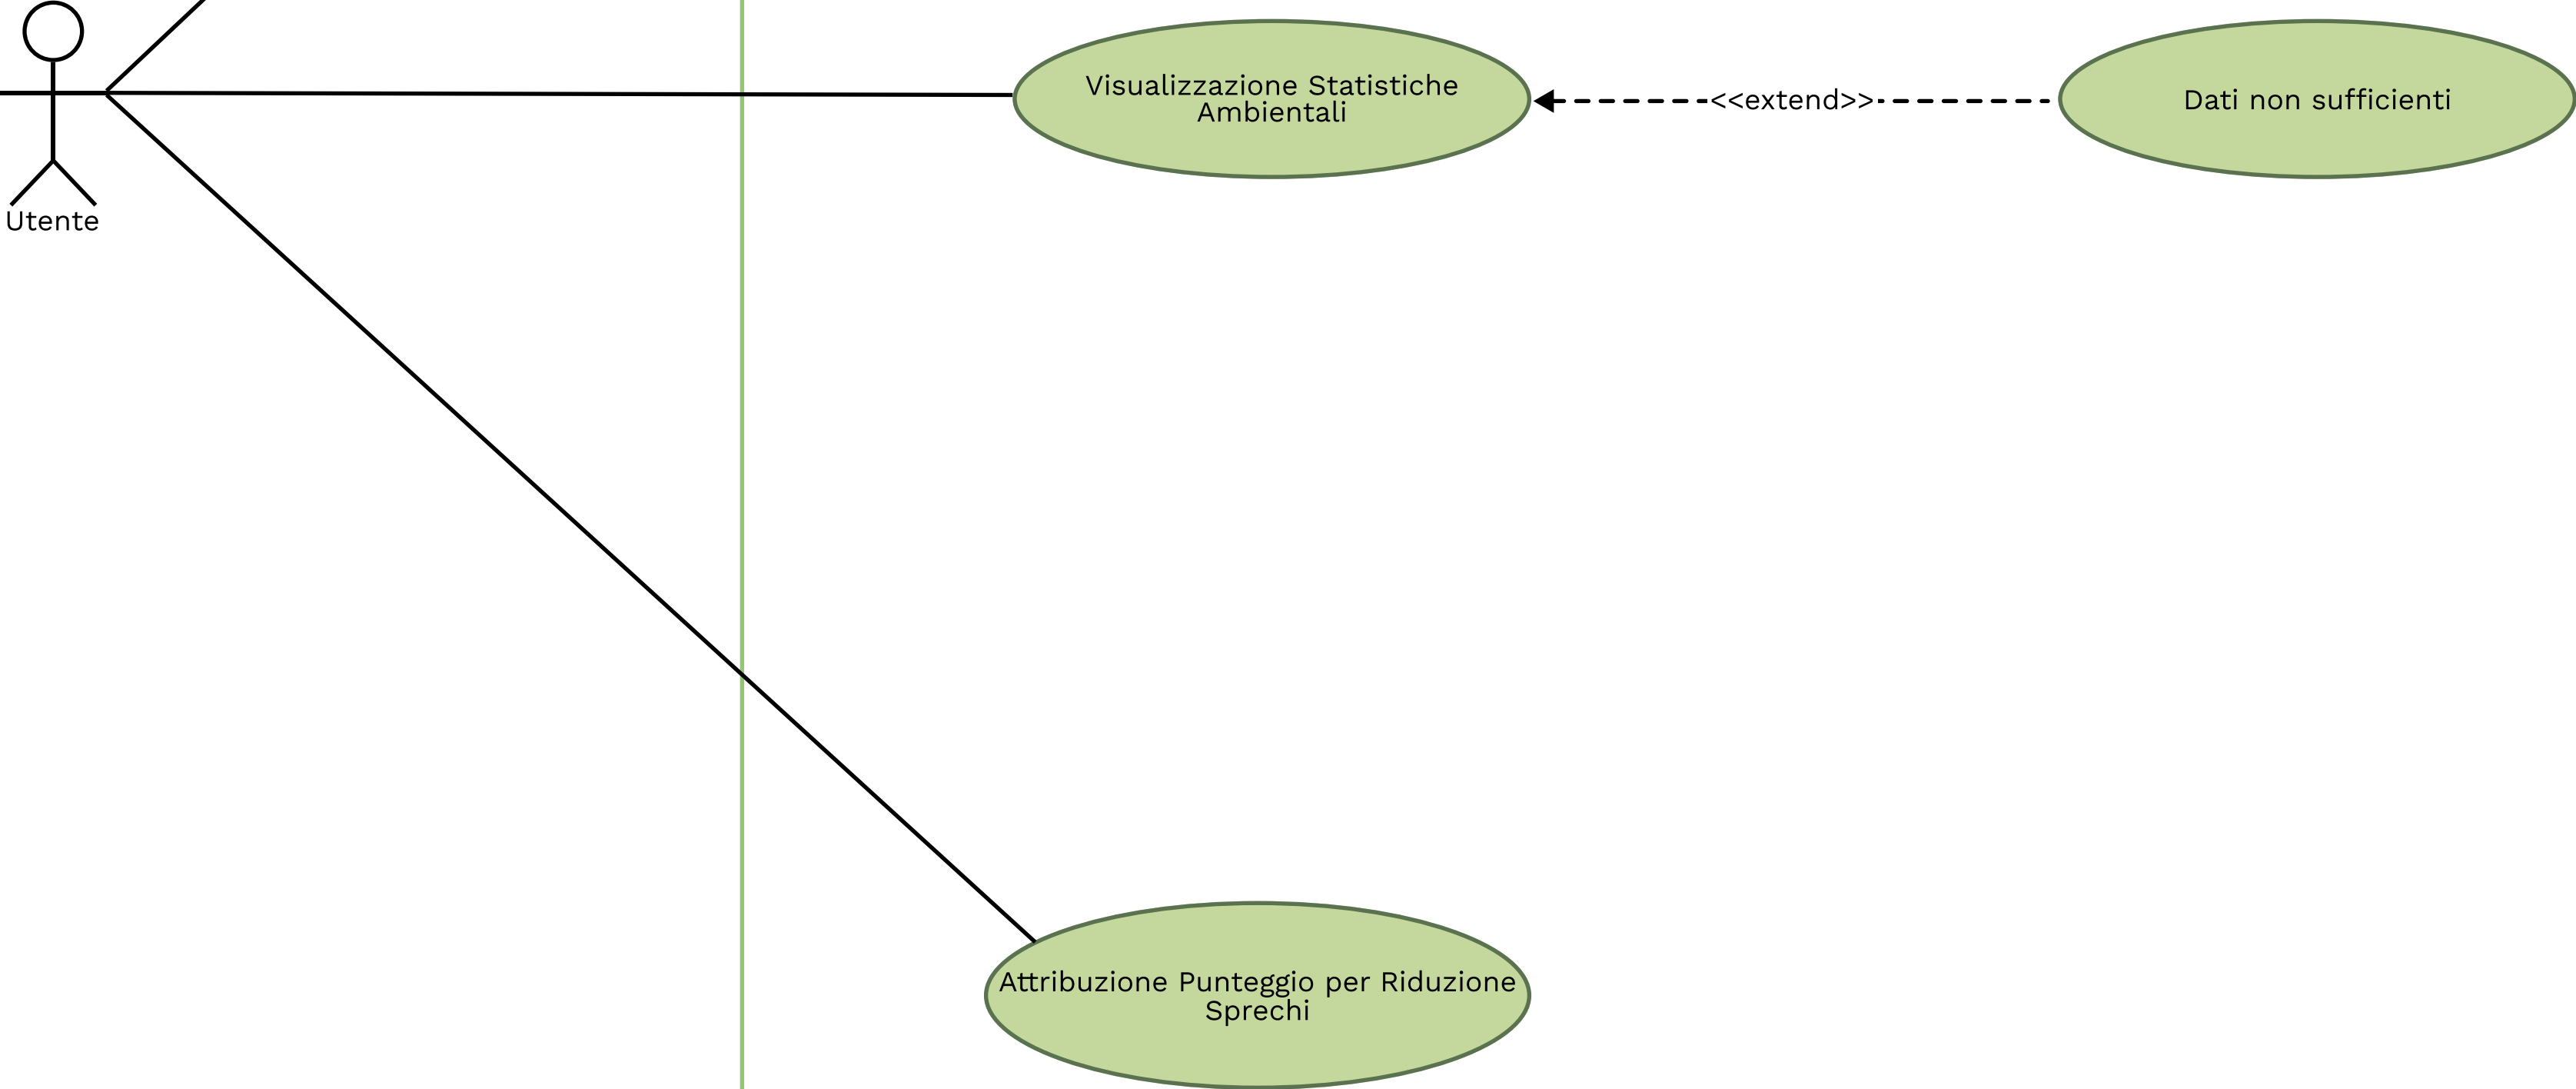 Visualizzazione Statistiche
Ambientali
<<extend>>
Dati non sufficienti
Utente
Attribuzione Punteggio per Riduzione
Sprechi